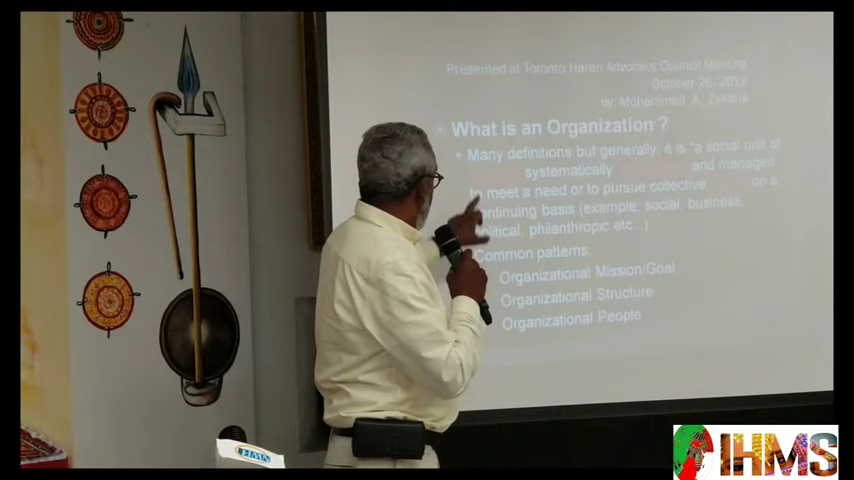 Presented at Toronto Harari Advocacy Council Meeting
October 26, 2019
by: Mohammed A. Zakaria
What is an Organization ?
Many definitions but generally: it is "a social unit of
systematically and managed
to meet a need or to pursue collective on a
continuing basis (example: social, business,
political, philanthropic etc...)
Common patterns:
Organizational Mission/Goal
Organizational Structure
Organizational People
HMN
IHMS